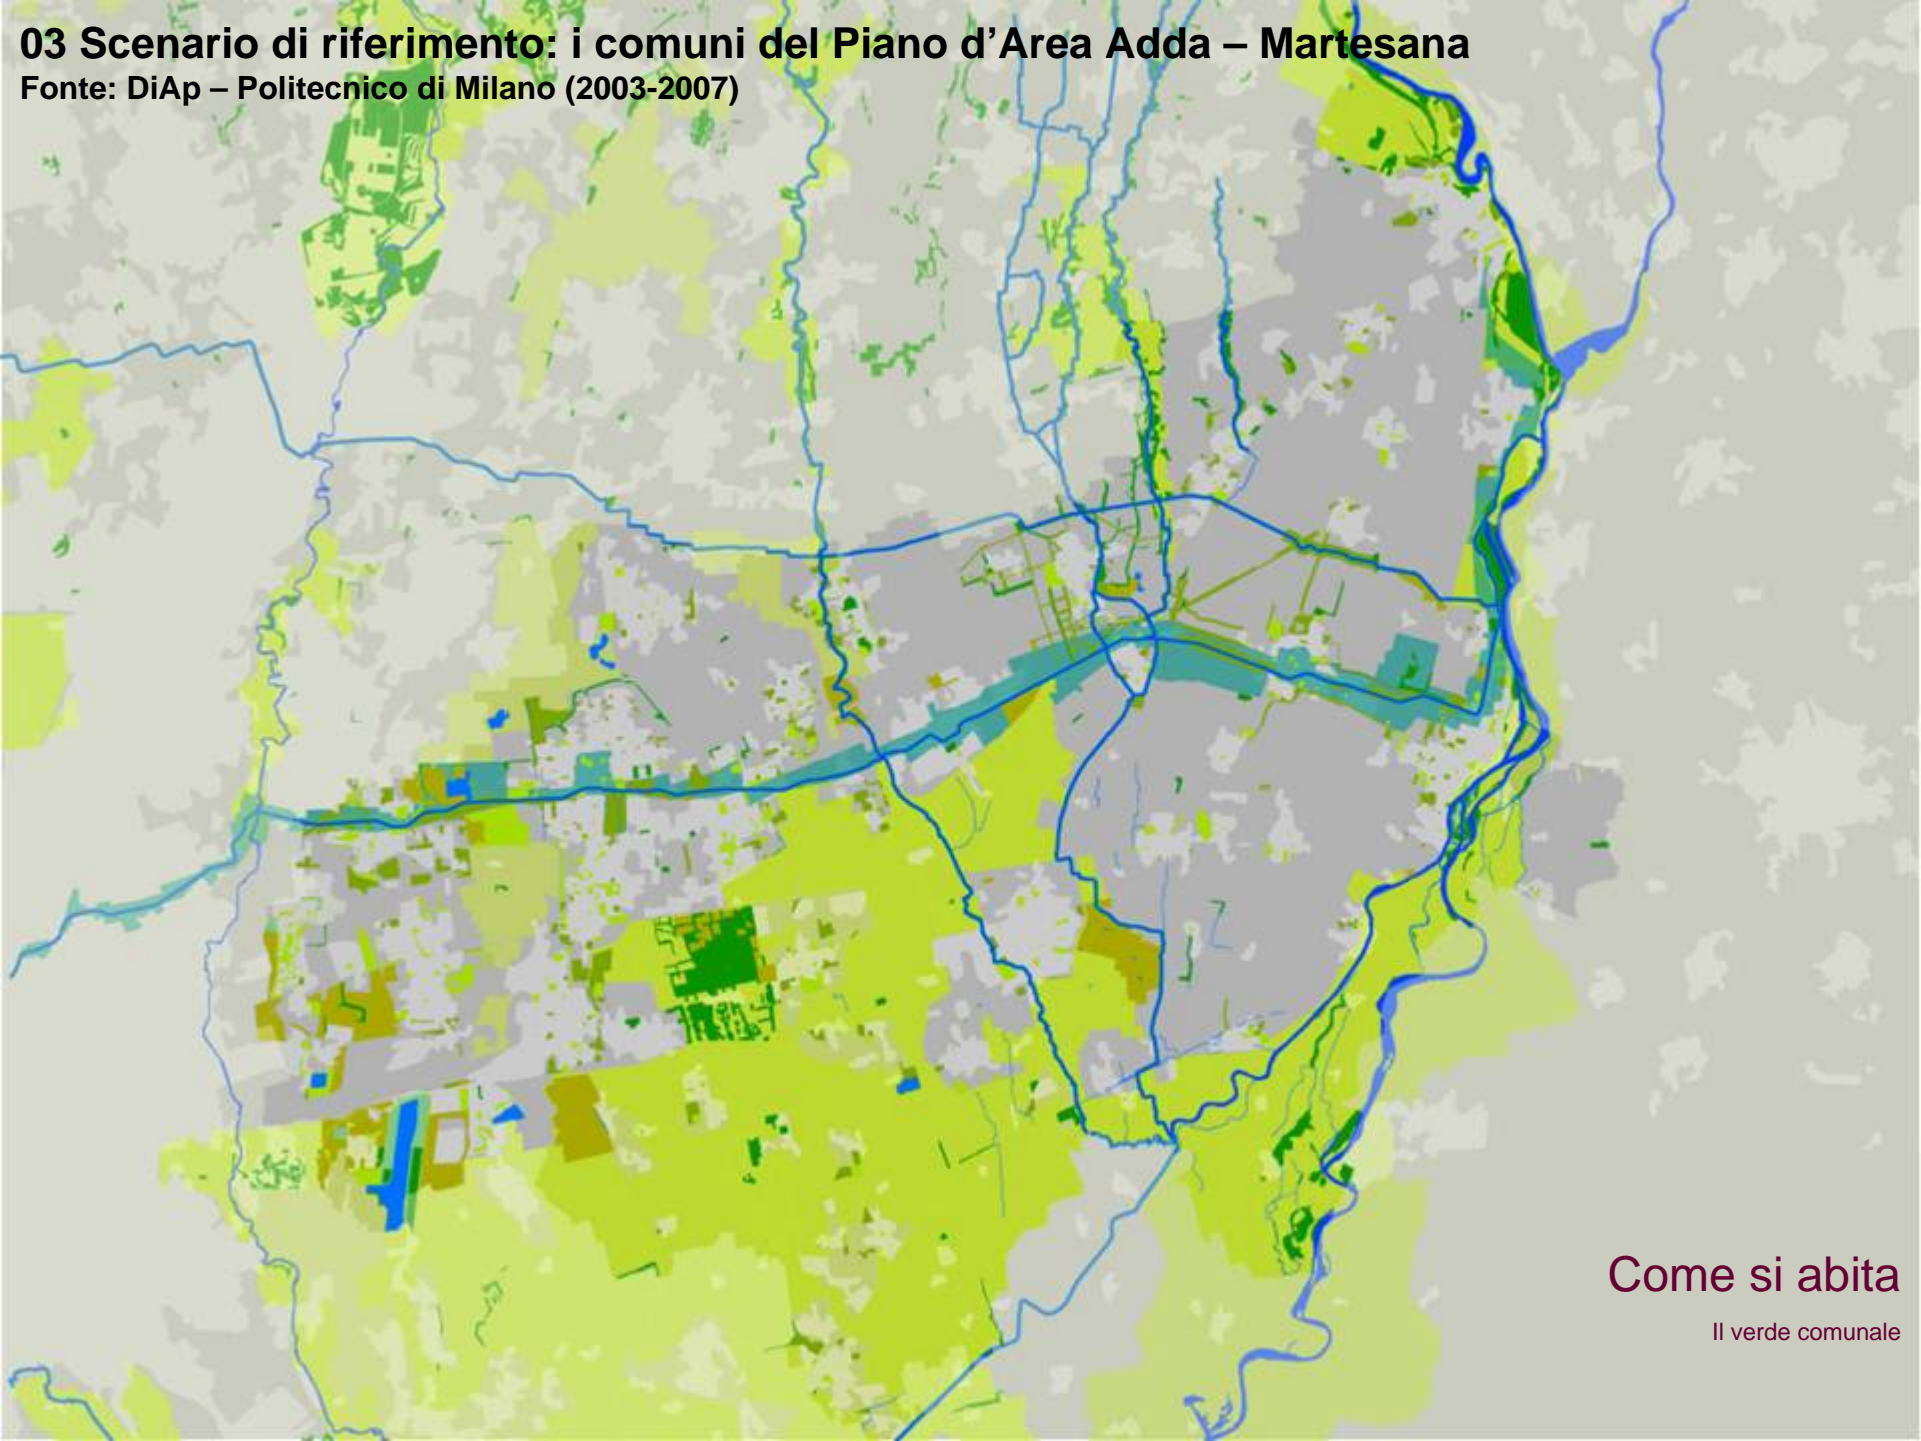 03 Scenario di riferimento: i comuni del Piano d’Area Adda – Martesana
Fonte: DiAp – Politecnico di Milano (2003-2007)
Come si abita
Il verde comunale